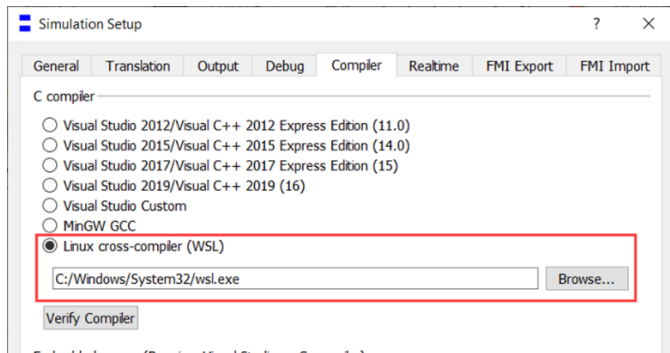 Simulation Setup
? ×
General Translation Output Debug Compiler Realtime FMI Export FMI Import
C compiler
Visual Studio 2012/Visual C++ 2012 Express Edition (11.0)
Visual Studio 2015/Visual C++ 2015 Express Edition (14.0)
Visual Studio 2017/Visual C++ 2017 Express Edition (15)
Visual Studio 2019/Visual C++ 2019 (16)
Visual Studio Custom
MinGW GCC
Linux cross-compiler (WSL)
C:/Windows/System32/wsl.exe Browse...
Verify Compiler